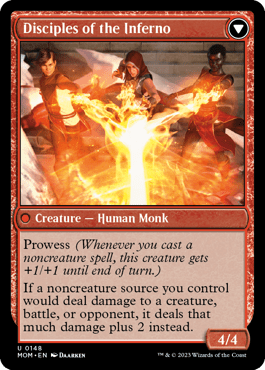 Disciples of the Inferno
Creature — Human Monk
Prowess (Whenever you cast a
noncreature spell, this creature gets
+1/+1 until end of turn.)
If a noncreature source you control
would deal damage to a creature,
battle, or opponent, it deals that
much damage plus 2 instead.
4/4
U 0148
MOM • EN DAARKEN
™ & © 2023 Wizards of the Coast